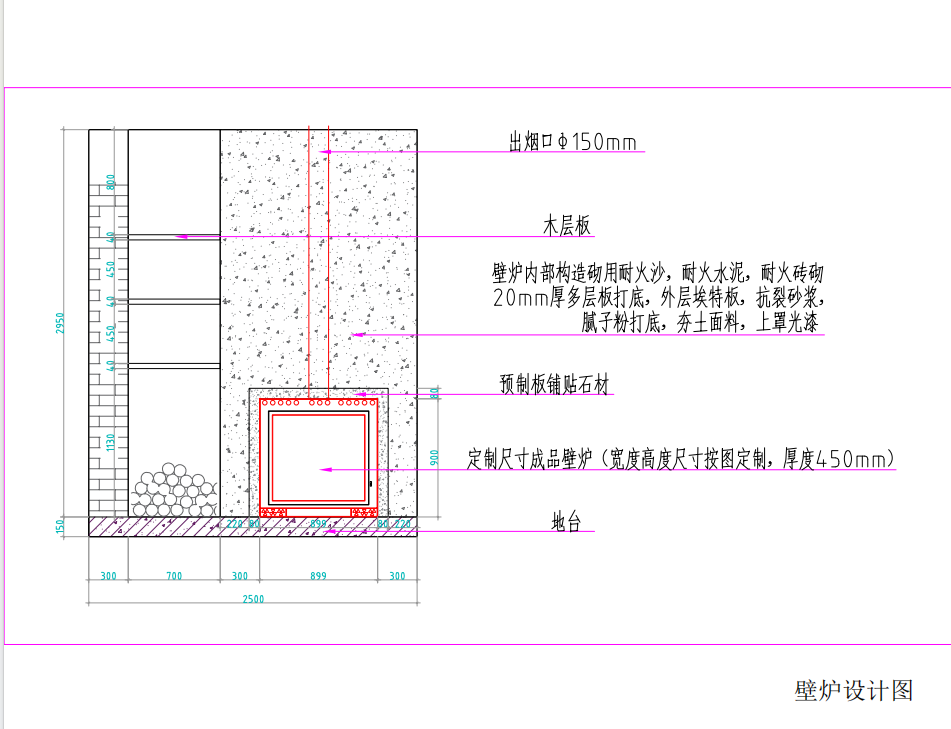 出烟口Φ150mm
800
木层板
40
450
壁炉内部构造砌用耐火沙，耐火水泥，耐火砖砌
20mm厚多层板打底，外层埃特板，抗裂砂浆，
腻子粉打底，夯土面料，上罩光漆
40
2950
450
40
预制板铺贴石材
80
1130
900
定制尺寸成品壁炉（宽度高度尺寸按图定制，厚度450mm）
150
220 80 899 80 220
地台
300 700 300 899 300
2500
壁炉设计图